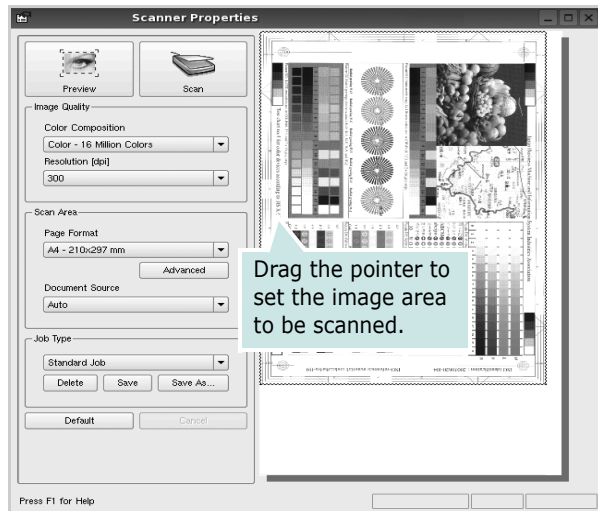 Scanner Properties
Preview
Scan
Image Quality
Color Composition
Color - 16 Million Colors
Resolution [dpi]
300
Scan Area
Page Format
A4 - 210x297 mm
Advanced
Document Source
Auto
Job Type
Standard Job
Delete Save Save As...
Default Cancel
Drag the pointer to
set the image area
to be scanned.
Press F1 for Help